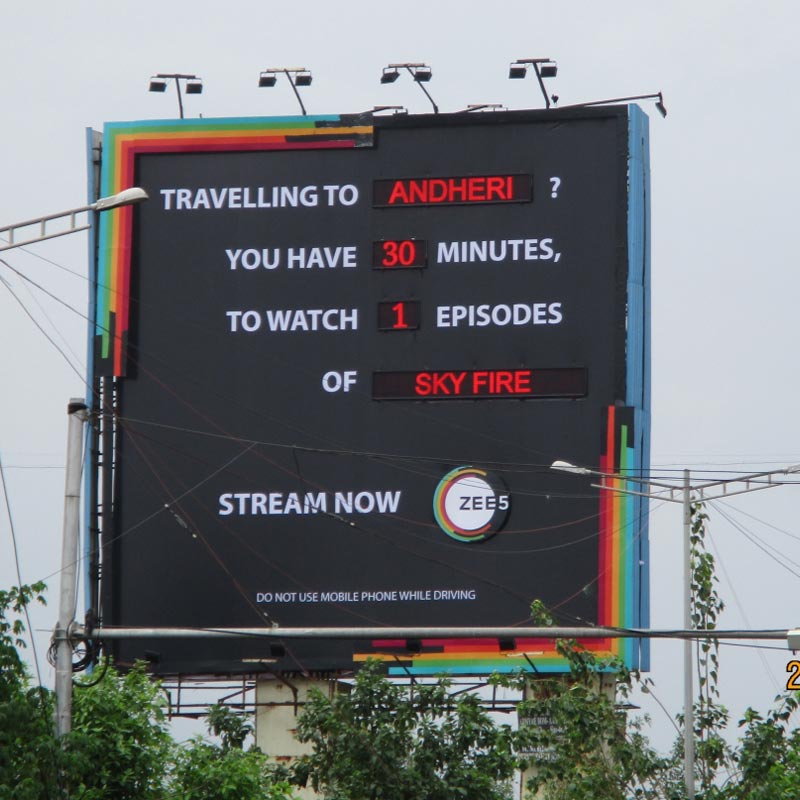 TRAVELLING TO ANDHERI ?
YOU HAVE 30 MINUTES,
TO WATCH 1 EPISODES
OF SKY FIRE
STREAM NOW ZEE5
DO NOT USE MOBILE PHONE WHILE DRIVING
2